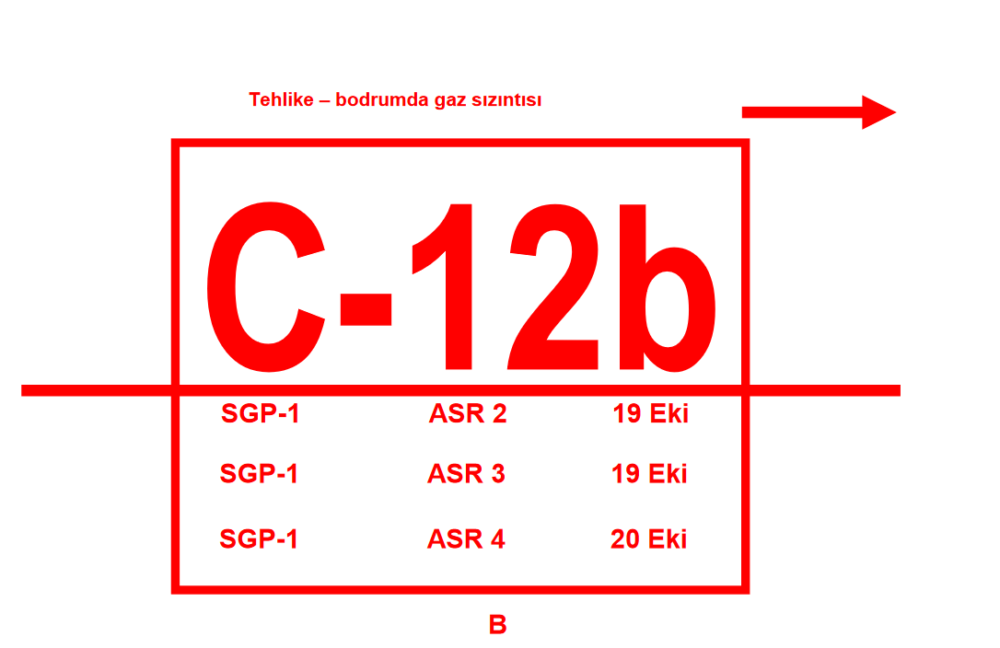 Tehlike – bodrumda gaz sızıntısı
C-12b
SGP-1 ASR 2 19 Eki
SGP-1 ASR 3 19 Eki
SGP-1 ASR 4 20 Eki
B